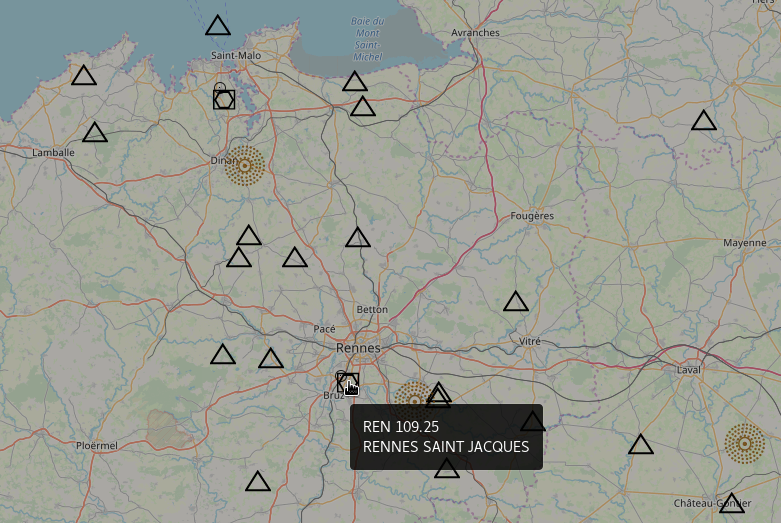 Baie du
Mont
Saint-
Michel
Avranches
Saint-Malo
Lamballe
Dinan
Fougères
Mayenne
Betton
Pacé
Rennes
Vitré
Laval
Bruz
REN 109.25
RENNES SAINT JACQUES
Ploërmel
Château-Gontier